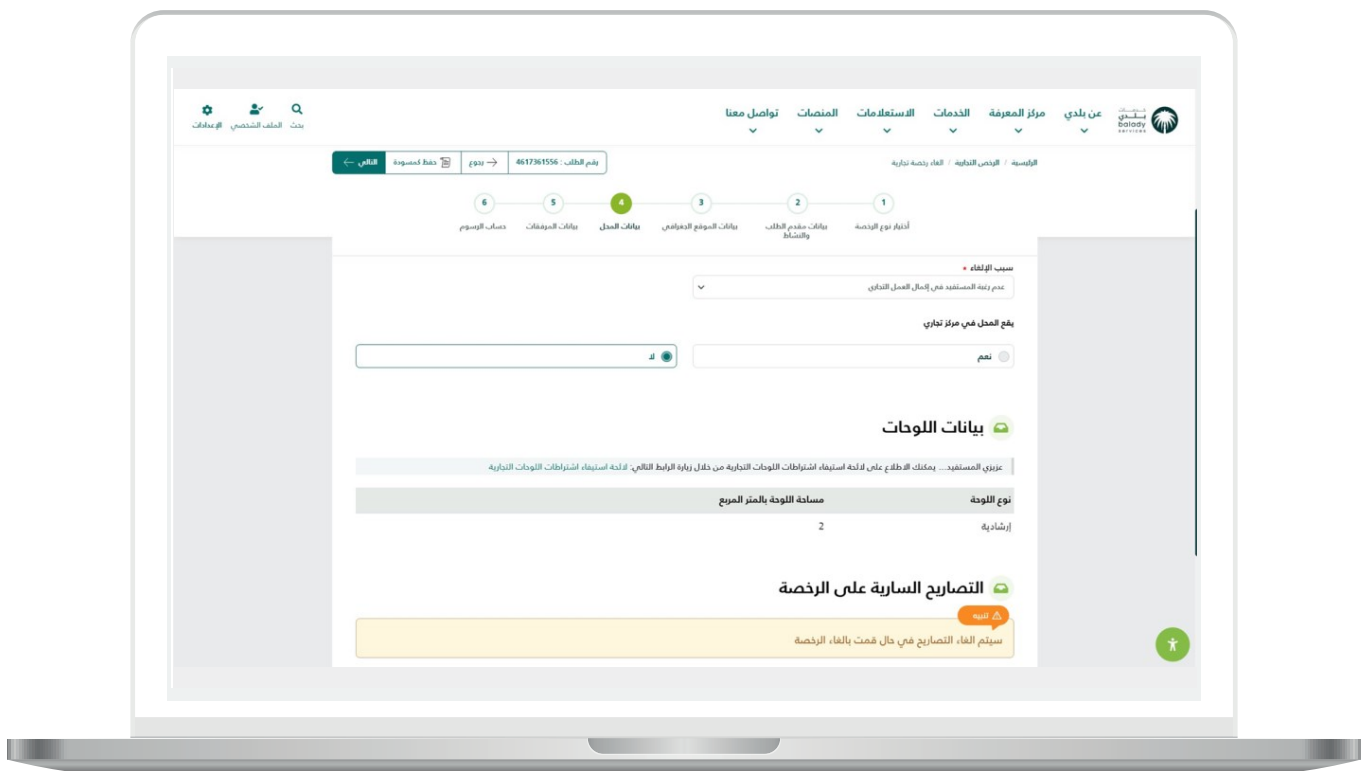 خدمات
بلدي
balady
services
عن بلدي
مركز المعرفة
الخدمات
الاستعلامات
المنصات
تواصل معنا
بحث
الملف الشخصي
الإعدادات
الرئيسية / الرخص التجارية / الغاء رخصة تجارية
رقم الطلب : 4617361556
رجوع
حفظ كمسودة
التالي
1
أختيار نوع الرخصة
2
بيانات مقدم الطلب
والنشاط
3
بيانات الموقع الجغرافي
4
بيانات المحل
5
بيانات المرفقات
6
حساب الرسوم
سبب الإلغاء *
عدم رغبة المستفيد في إكمال العمل التجاري
يقع المحل في مركز تجاري
نعم
لا
بيانات اللوحات
عزيزي المستفيد... يمكنك الاطلاع على لائحة استيفاء اشتراطات اللوحات التجارية من خلال زيارة الرابط التالي: لائحة استيفاء اشتراطات اللوحات التجارية
نوع اللوحة مساحة اللوحة بالمتر المربع
إرشادية 2
التصاريح السارية على الرخصة
تنبيه
سيتم الغاء التصاريح في حال قمت بالغاء الرخصة